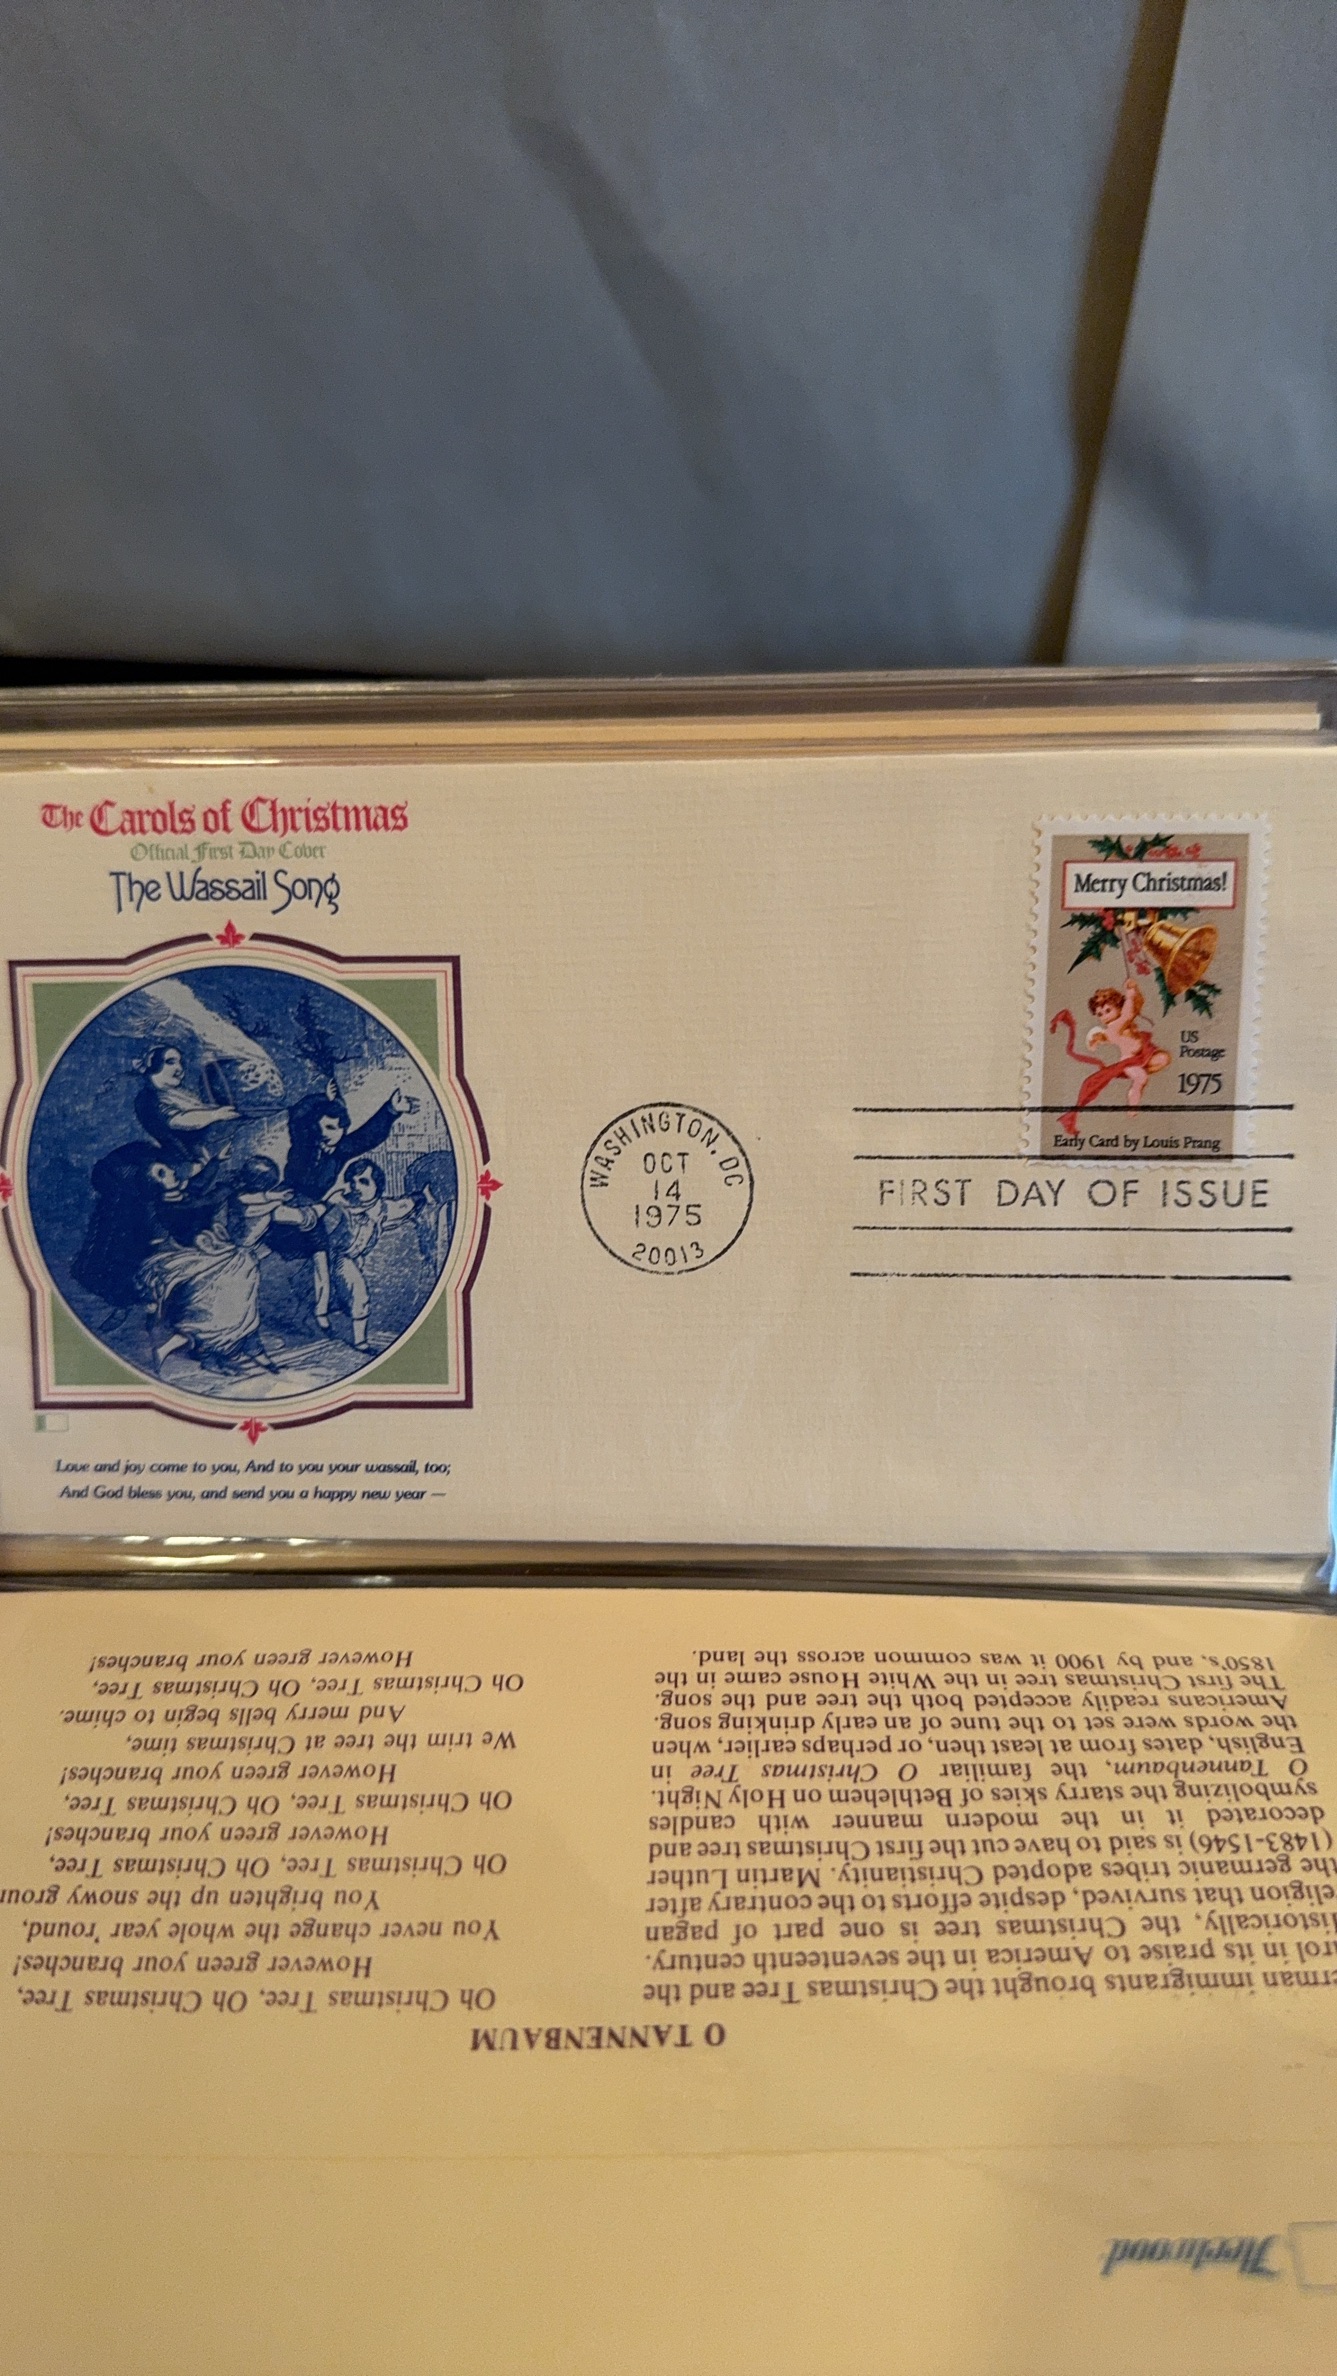 The Carols of Christmas
Official First Day Cover
The Wassail Song
Love and joy come to you, And to you your wassail, too;
And God bless you, and send you a happy new year —
WASHINGTON, DC
OCT
14
1975
20013
Merry Christmas!
US
Postage
1975
Early Card by Louis Prang
FIRST DAY OF ISSUE
Fleetwood
O TANNENBAUM
erman immigrants brought the Christmas Tree and the
arol in its praise to America in the seventeenth century.
Historically, the Christmas tree is one part of pagan
religion that survived, despite efforts to the contrary after
the germanic tribes adopted Christianity. Martin Luther
(1483-1546) is said to have cut the first Christmas tree and
decorated it in the modern manner with candles
symbolizing the starry skies of Bethlehem on Holy Night.
O Tannenbaum, the familiar O Christmas Tree in
English, dates from at least then, or perhaps earlier, when
the words were set to the tune of an early drinking song.
Americans readily accepted both the tree and the song.
The first Christmas tree in the White House came in the
1850's, and by 1900 it was common across the land.
Oh Christmas Tree, Oh Christmas Tree,
However green your branches!
You never change the whole year 'round,
You brighten up the snowy groun
Oh Christmas Tree, Oh Christmas Tree,
However green your branches!
Oh Christmas Tree, Oh Christmas Tree,
However green your branches!
We trim the tree at Christmas time,
And merry bells begin to chime.
Oh Christmas Tree, Oh Christmas Tree,
However green your branches!